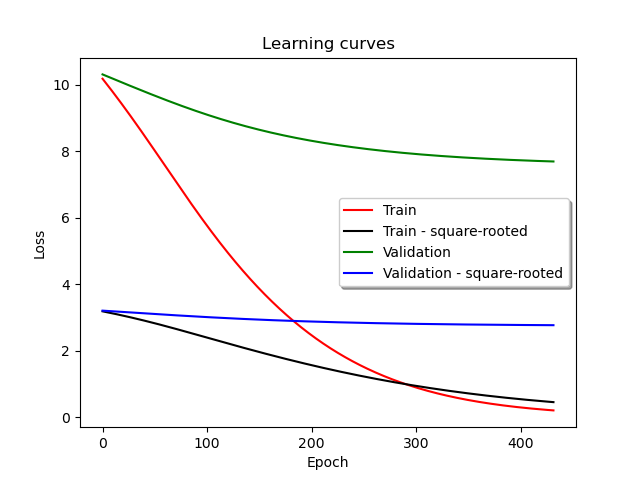 Learning curves
Loss
10
8
6
4
2
0
Train
Train - square-rooted
Validation
Validation - square-rooted
0 100 200 300 400
Epoch